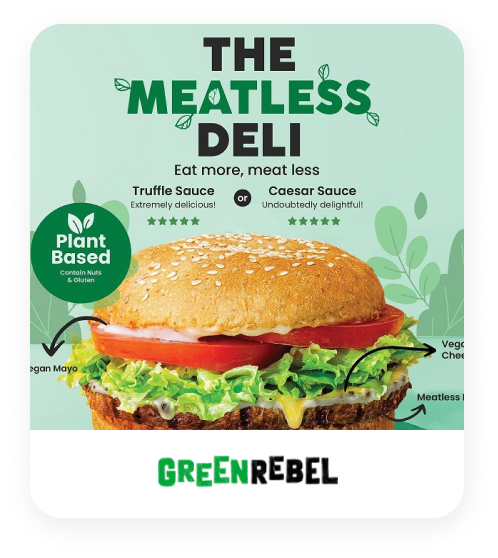 THE
MEATLESS
DELI
Eat more, meat less
Truffle Sauce
Extremely delicious!
or
Caesar Sauce
Undoubtedly delightful!
Plant
Based
Contain Nuts
& Gluten
egan Mayo
Vega
Chee
Meatless
GREENREBEL